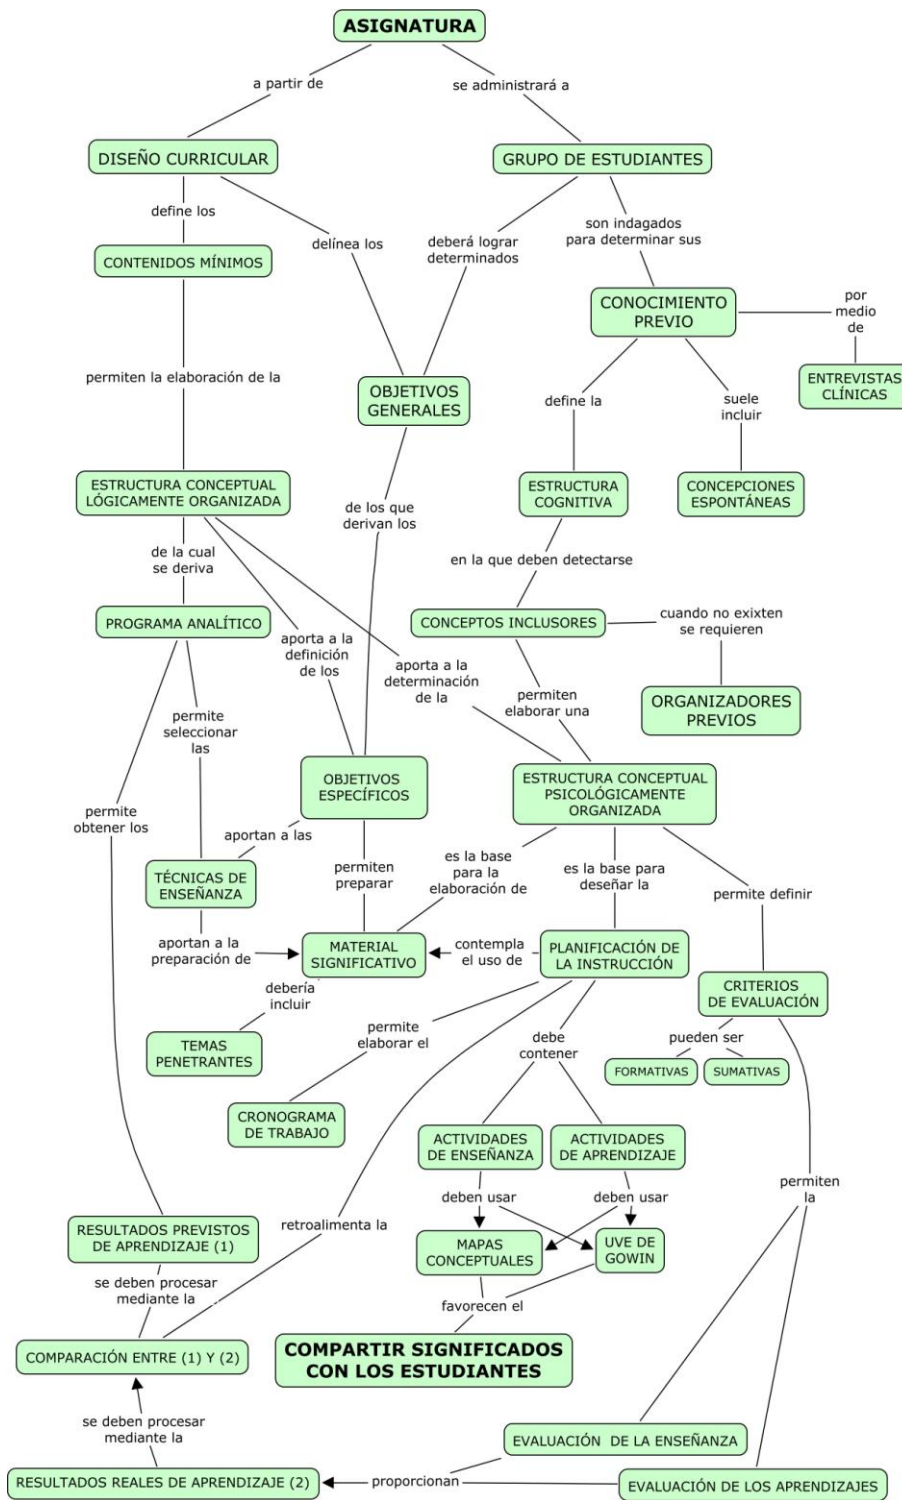 ASIGNATURA
a partir de
se administrará a
DISEÑO CURRICULAR
GRUPO DE ESTUDIANTES
define los
delínea los
deberá lograr
determinados
son indagados
para determinar sus
CONTENIDOS MÍNIMOS
CONOCIMIENTO
PREVIO
por
medio
de
permiten la elaboración de la
OBJETIVOS
GENERALES
define la
suele
incluir
ENTREVISTAS
CLÍNICAS
ESTRUCTURA CONCEPTUAL
LÓGICAMENTE ORGANIZADA
de los que
derivan los
ESTRUCTURA
COGNITIVA
CONCEPCIONES
ESPONTÁNEAS
de la cual
se deriva
en la que deben detectarse
PROGRAMA ANALÍTICO
aporta a la
definición
de los
aporta a la
determinación
de la
CONCEPTOS INCLUSORES
cuando no exixten
se requieren
permiten
elaborar una
ORGANIZADORES
PREVIOS
permite
seleccionar
las
OBJETIVOS
ESPECÍFICOS
ESTRUCTURA CONCEPTUAL
PSICOLÓGICAMENTE
ORGANIZADA
permite
obtener los
aportan a las
permiten
preparar
es la base
para la
elaboración de
es la base para
deseñar la
permite definir
TÉCNICAS DE
ENSEÑANZA
aportan a la
preparación de
MATERIAL
SIGNIFICATIVO
contempla
el uso de
PLANIFICACIÓN DE
LA INSTRUCCIÓN
CRITERIOS
DE EVALUACIÓN
debería
incluir
TEMAS
PENETRANTES
permite
elaborar el
debe
contener
pueden ser
FORMATIVAS
SUMATIVAS
CRONOGRAMA
DE TRABAJO
ACTIVIDADES
DE ENSEÑANZA
ACTIVIDADES
DE APRENDIZAJE
deben usar
deben usar
permiten
la
RESULTADOS PREVISTOS
DE APRENDIZAJE (1)
retroalimenta la
MAPAS
CONCEPTUALES
UVE DE
GOWIN
se deben procesar
mediante la
favorecen el
COMPARACIÓN ENTRE (1) Y (2)
COMPARTIR SIGNIFICADOS
CON LOS ESTUDIANTES
se deben procesar
mediante la
EVALUACIÓN DE LA ENSEÑANZA
RESULTADOS REALES DE APRENDIZAJE (2)
proporcionan
EVALUACIÓN DE LOS APRENDIZAJES